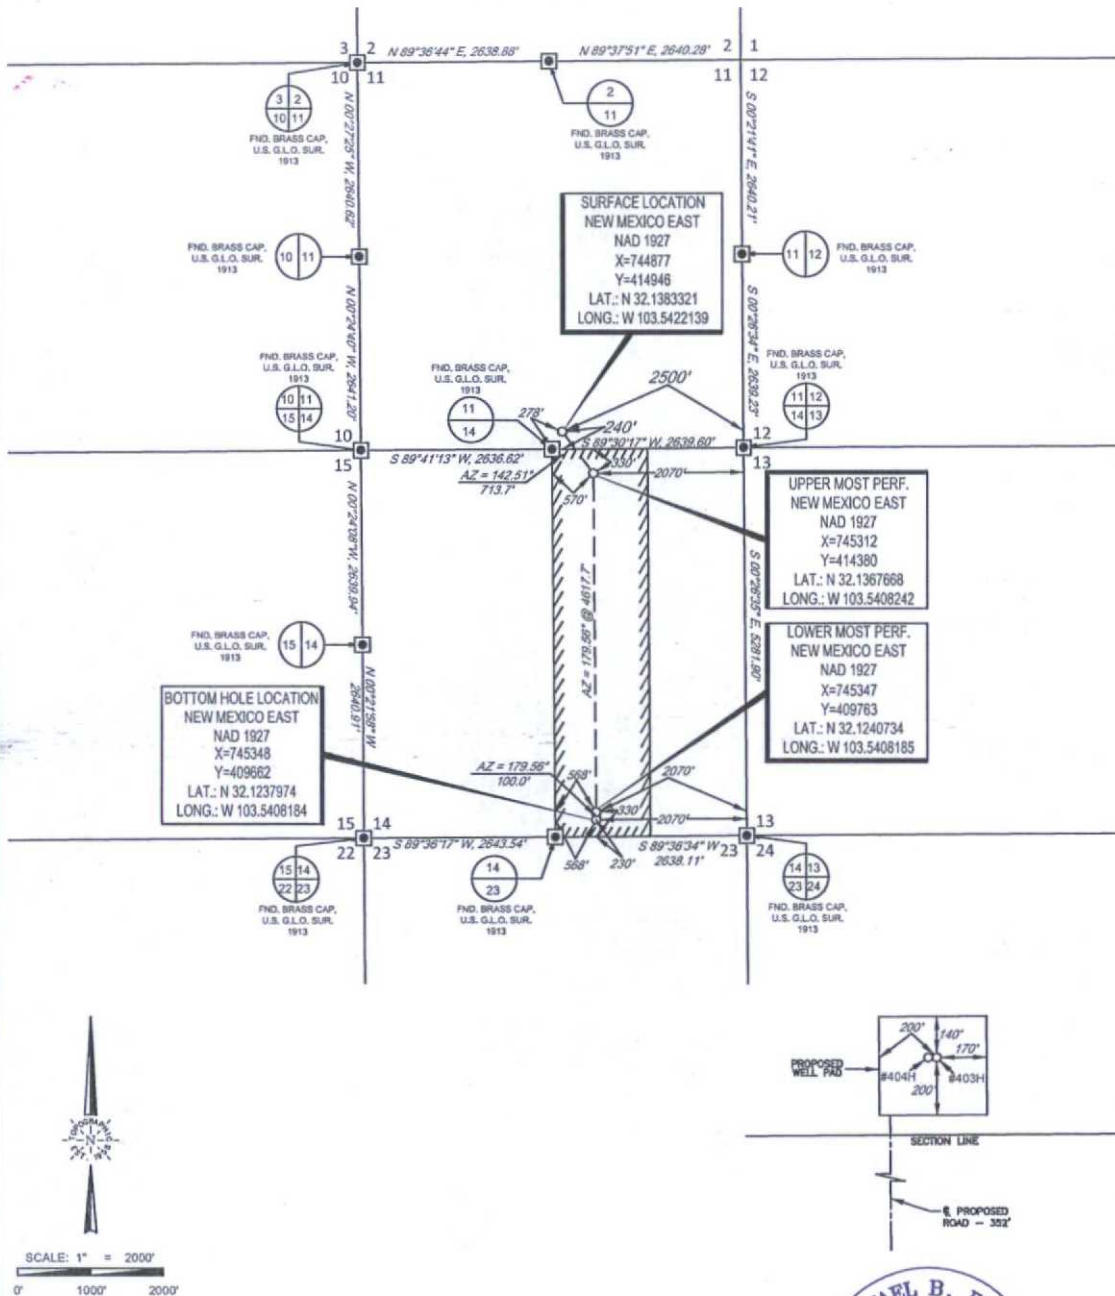 3 2
10 11
N 89°36'44" E, 2638.68'
N 89°37'51" E, 2640.28'
2 1
11 12
3 2
10 11
FND. BRASS CAP,
U.S. G.L.O. SUR.
1913
2
11
FND. BRASS CAP,
U.S. G.L.O. SUR.
1913
N 00°27'25" W, 2640.62'
S 00°21'41" E, 2640.21'
SURFACE LOCATION
NEW MEXICO EAST
NAD 1927
X=744877
Y=414946
LAT.: N 32.1383321
LONG.: W 103.5422139
FND. BRASS CAP,
U.S. G.L.O. SUR.
1913
10 11
11 12
FND. BRASS CAP,
U.S. G.L.O. SUR.
1913
N 00°24'40" W, 2641.20'
S 00°26'34" E, 2639.23'
FND. BRASS CAP,
U.S. G.L.O. SUR.
1913
10 11
15 14
FND. BRASS CAP,
U.S. G.L.O. SUR.
1913
11
14
278'
240'
2500'
FND. BRASS CAP,
U.S. G.L.O. SUR.
1913
11 12
14 13
10
15
S 89°41'13" W, 2636.62'
S 89°30'17" W, 2639.60'
12
13
AZ = 142.51°
713.7'
330'
2070'
570'
UPPER MOST PERF.
NEW MEXICO EAST
NAD 1927
X=745312
Y=414380
LAT.: N 32.1367668
LONG.: W 103.5408242
N 00°24'08" W, 2639.94'
AZ = 179.56° @ 4917.7'
S 00°26'35" E, 5281.90'
FND. BRASS CAP,
U.S. G.L.O. SUR.
1913
15 14
LOWER MOST PERF.
NEW MEXICO EAST
NAD 1927
X=745347
Y=409763
LAT.: N 32.1240734
LONG.: W 103.5408185
BOTTOM HOLE LOCATION
NEW MEXICO EAST
NAD 1927
X=745348
Y=409662
LAT.: N 32.1237974
LONG.: W 103.5408184
N 00°21'58" W
2640.91'
AZ = 179.56°
100.0'
568'
2070'
330'
2070'
15 14
22 23
S 89°36'17" W, 2643.54'
568'
230'
S 89°36'34" W
2638.11'
13
23 24
15 14
22 23
FND. BRASS CAP,
U.S. G.L.O. SUR.
1913
14
23
FND. BRASS CAP,
U.S. G.L.O. SUR.
1913
14 13
23 24
FND. BRASS CAP,
U.S. G.L.O. SUR.
1913
200'
140'
170'
PROPOSED
WELL PAD
#404H
#403H
200'
SECTION LINE
℄ PROPOSED
ROAD - 352'
N
SCALE: 1" = 2000'
0' 1000' 2000'